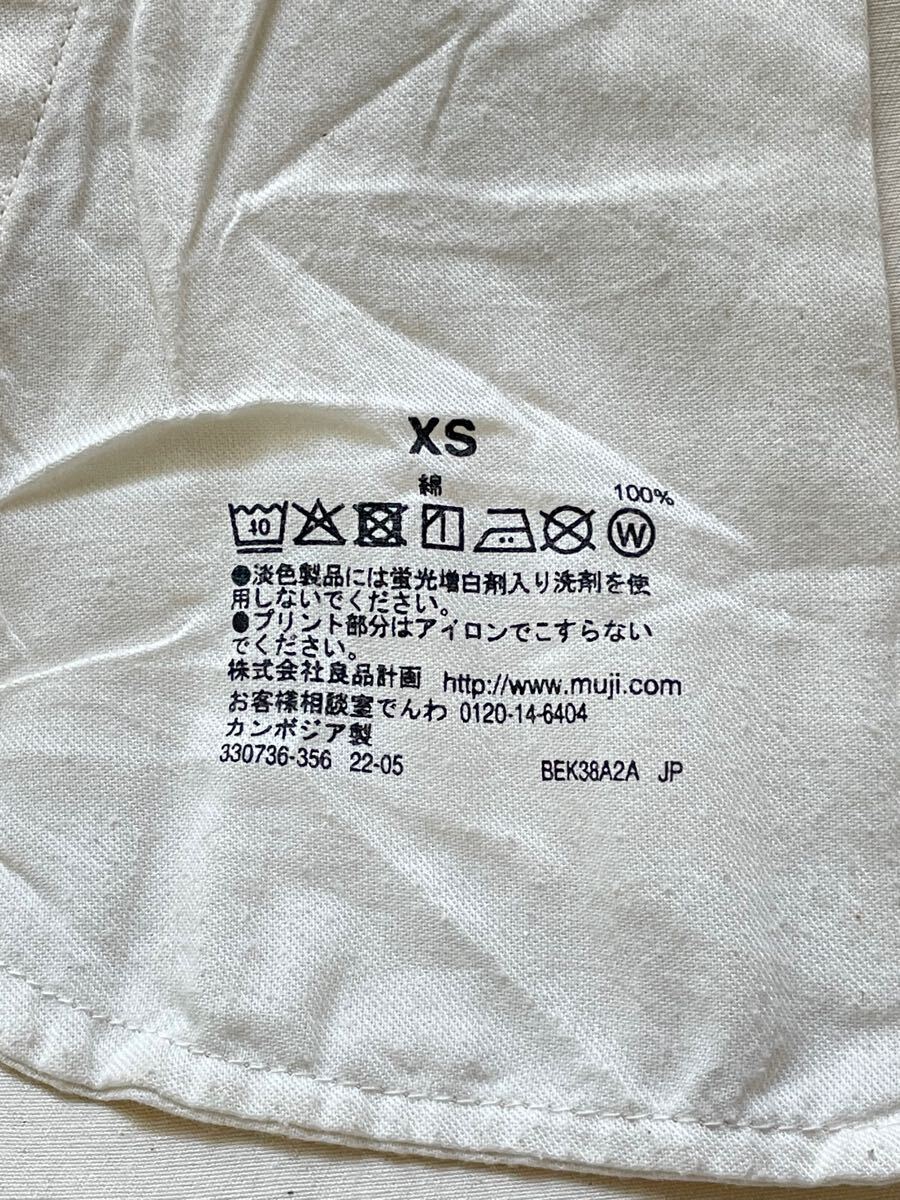 XS
綿 100%
40 W
●淡色製品には蛍光増白剤入り洗剤を使
用しないでください。
●プリント部分はアイロンでこすらない
でください。
株式会社良品計画 http://www.muji.com
お客様相談室でんわ 0120-14-6404
カンボジア製
330736-356 22-05 BEK38A2A JP